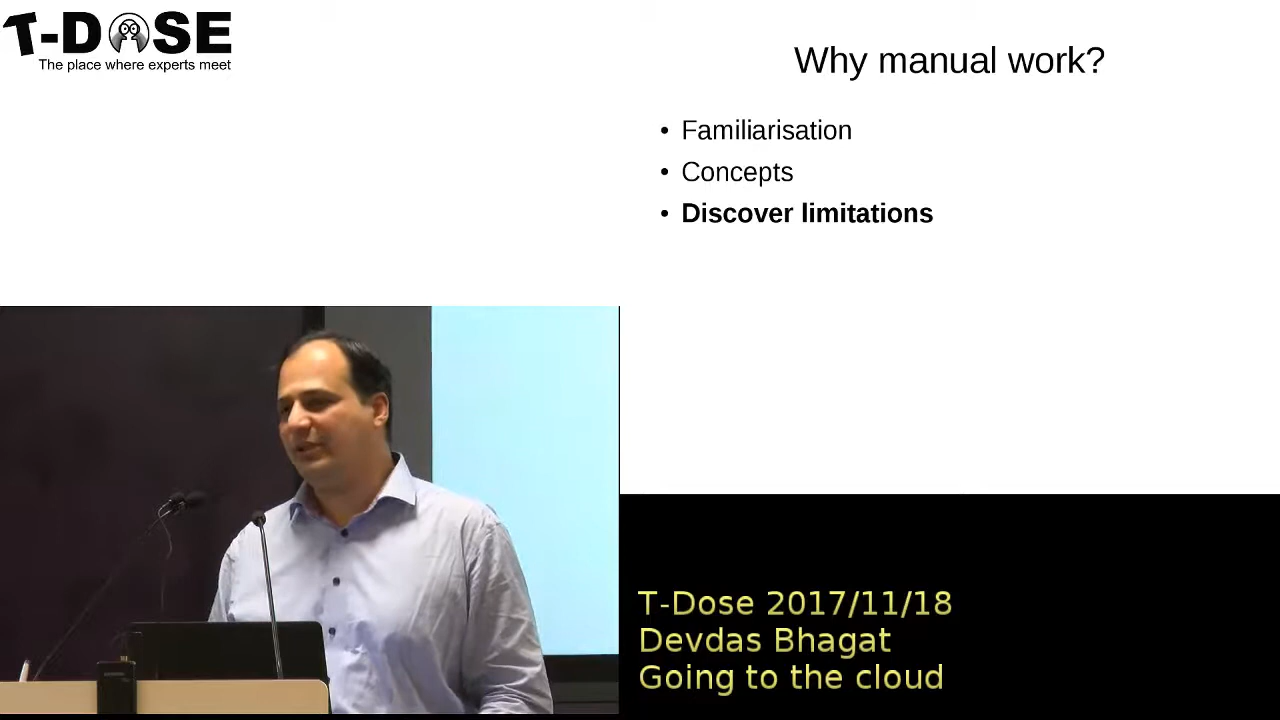 T-DOSE
The place where experts meet
Why manual work?
• Familiarisation
• Concepts
• Discover limitations
T-Dose 2017/11/18
Devdas Bhagat
Going to the cloud